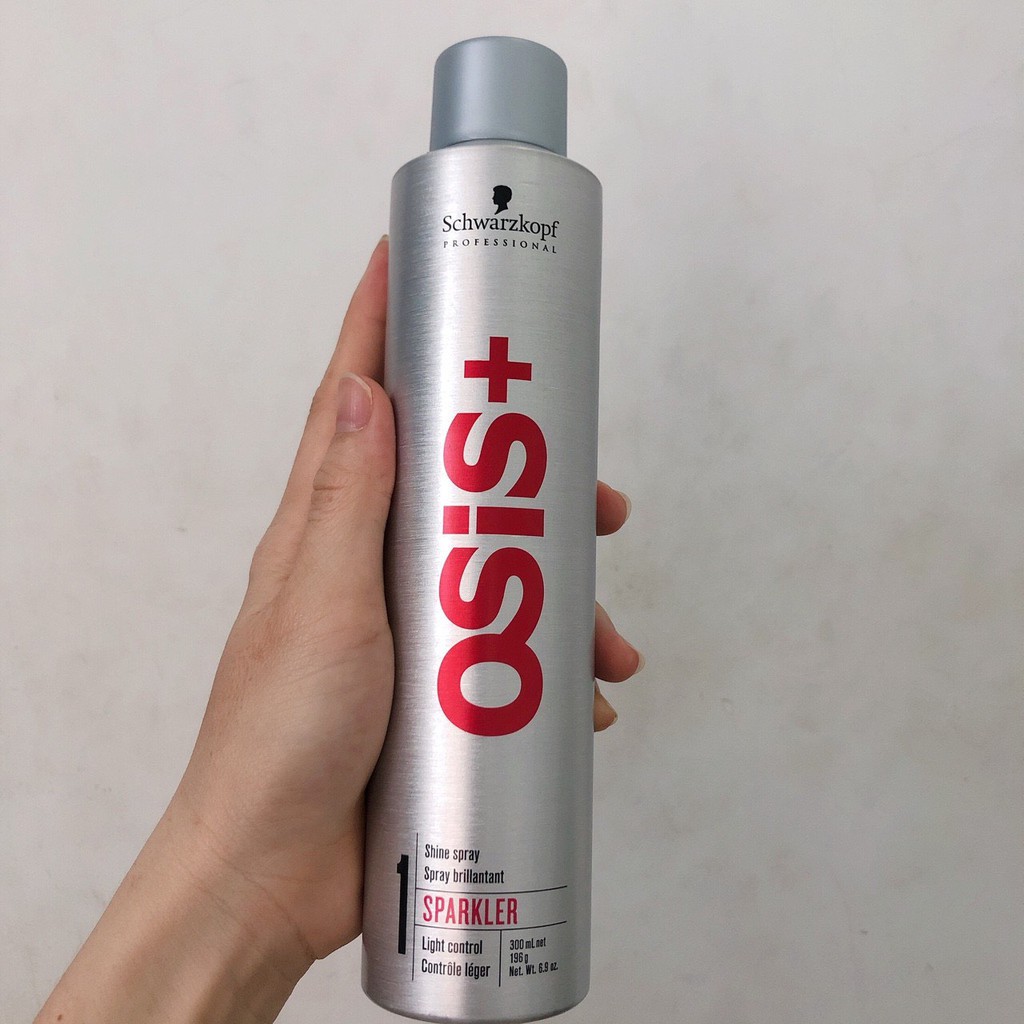 Schwarzkopf
PROFESSIONAL
OSiS+
1
Shine spray
Spray brillantant
SPARKLER
Light control
Contrôle léger
300 mL net
196 g
Net. Wt. 6.9 oz.